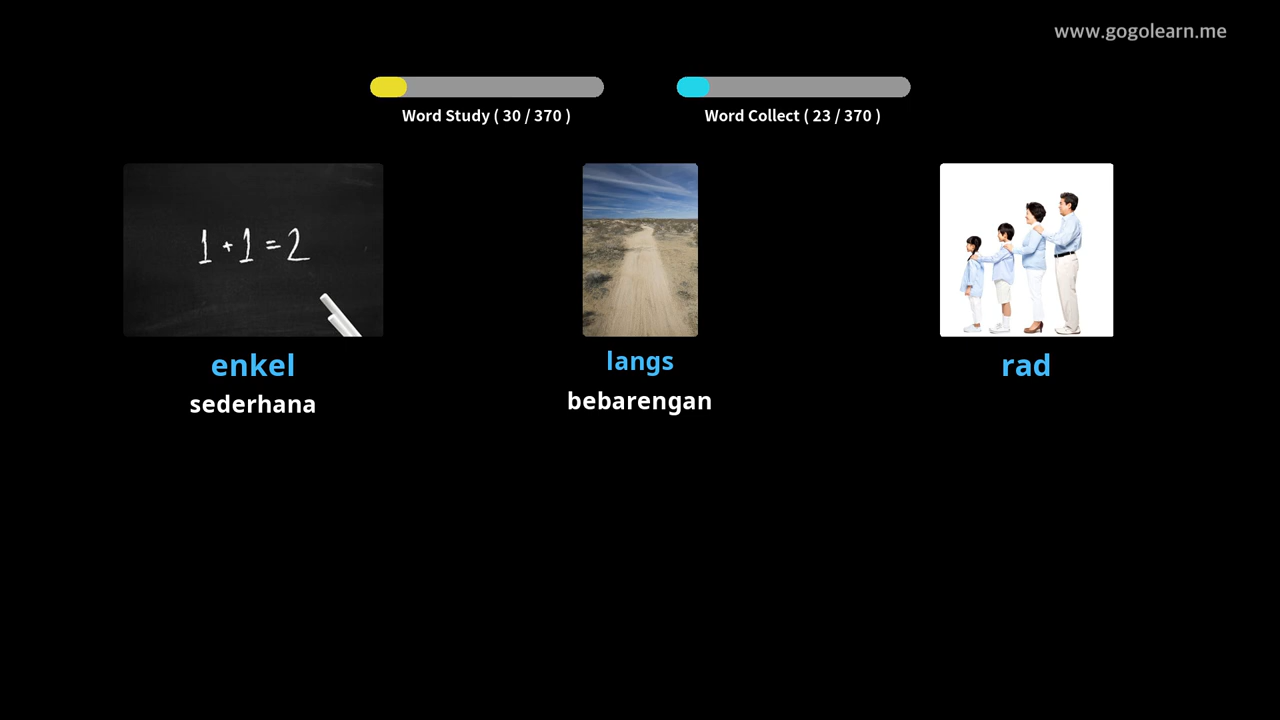 www.gogolearn.me
Word Study ( 30 / 370 )
Word Collect ( 23 / 370 )
1 + 1 = 2
enkel
sederhana
langs
bebarengan
rad